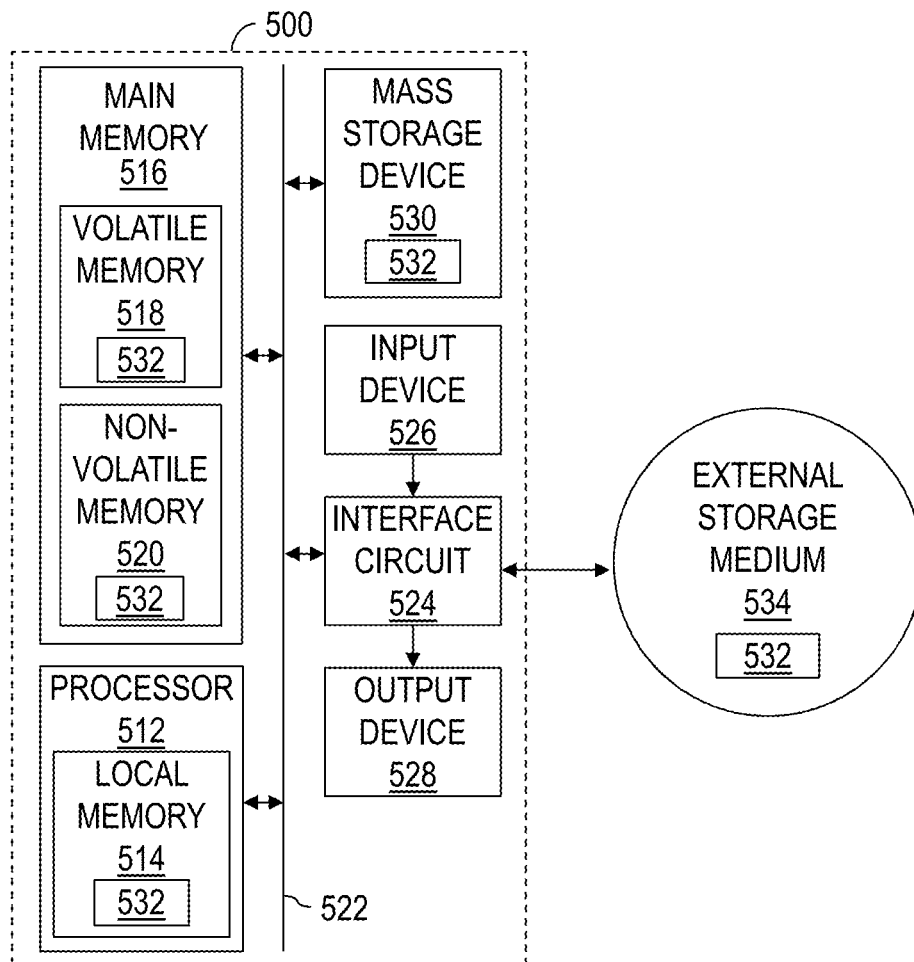 500
MAIN
MEMORY
516
VOLATILE
MEMORY
518
532
NON-
VOLATILE
MEMORY
520
532
PROCESSOR
512
LOCAL
MEMORY
514
532
522
MASS
STORAGE
DEVICE
530
532
INPUT
DEVICE
526
INTERFACE
CIRCUIT
524
OUTPUT
DEVICE
528
EXTERNAL
STORAGE
MEDIUM
534
532